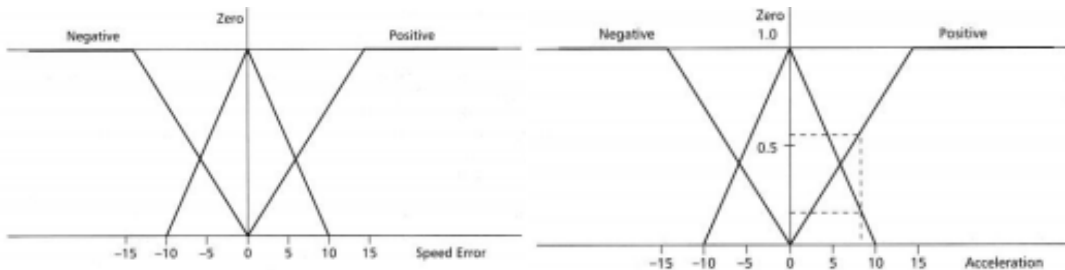 Zero
Negative
Positive
−15 −10 −5 0 5 10 15 Speed Error
Zero
Negative
1.0
Positive
0.5
−15 −10 −5 0 5 10 15 Acceleration